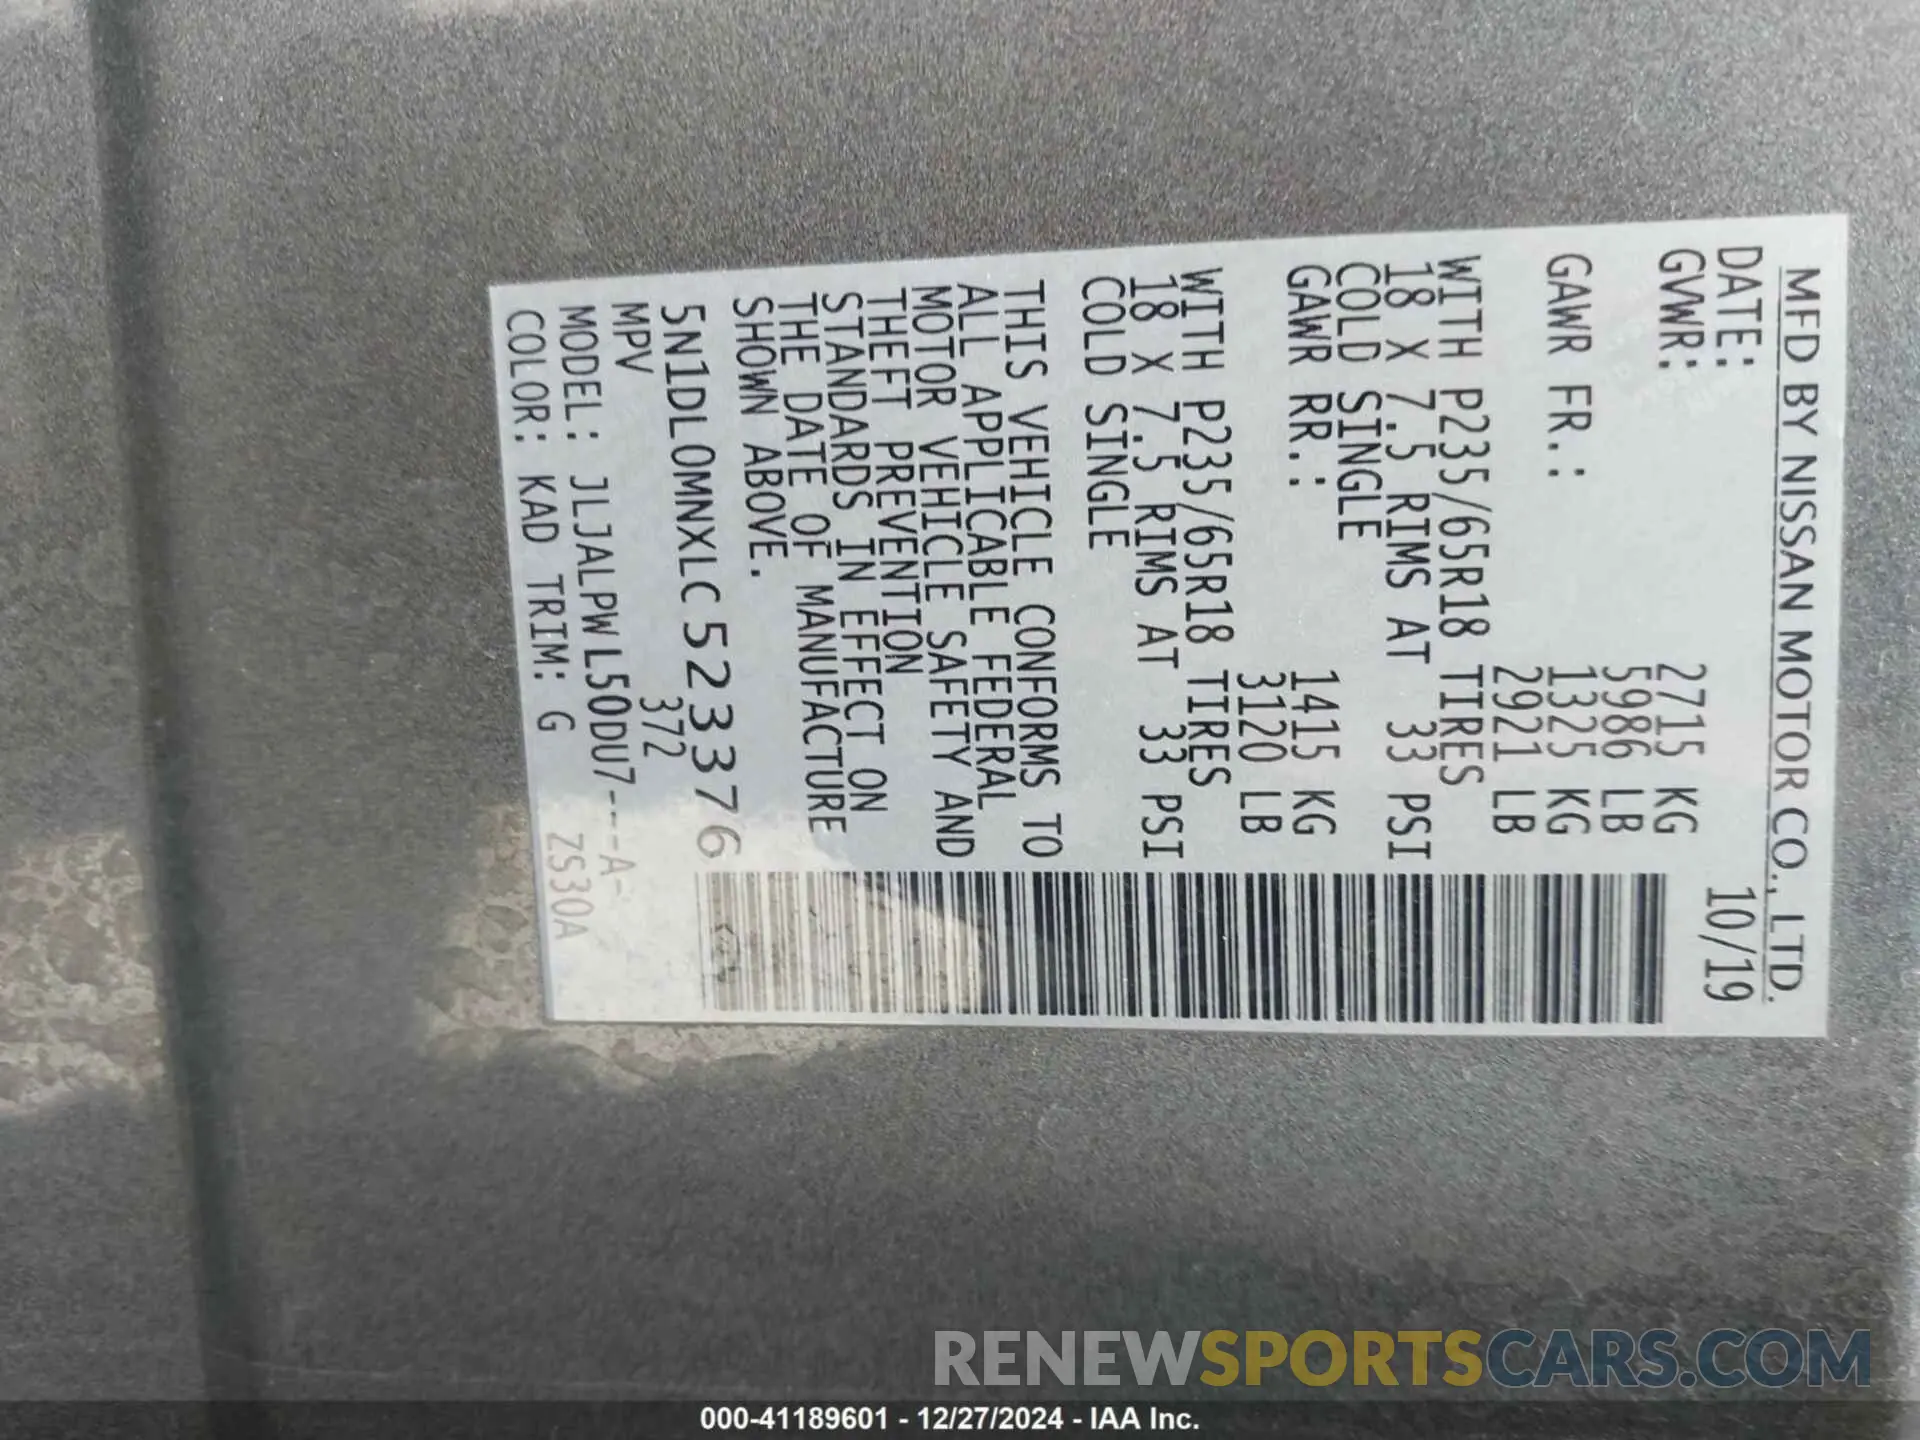 MFD BY NISSAN MOTOR CO., LTD.
DATE: 10/19
GVWR: 2715 KG
5986 LB
GAWR FR.: 1325 KG
2921 LB
WITH P235/65R18 TIRES
18 X 7.5 RIMS AT 33 PSI
COLD SINGLE
GAWR RR.: 1415 KG
3120 LB
WITH P235/65R18 TIRES
18 X 7.5 RIMS AT 33 PSI
COLD SINGLE
THIS VEHICLE CONFORMS TO
ALL APPLICABLE FEDERAL
MOTOR VEHICLE SAFETY AND
THEFT PREVENTION
STANDARDS IN EFFECT ON
THE DATE OF MANUFACTURE
SHOWN ABOVE.
5N1DL0MNXLC523376
MPV 372
MODEL: JLJALPWL50DU7---A-
COLOR: KAD TRIM: G ZS30A
RENEWSPORTSCARS.COM
000-41189601 - 12/27/2024 - IAA Inc.